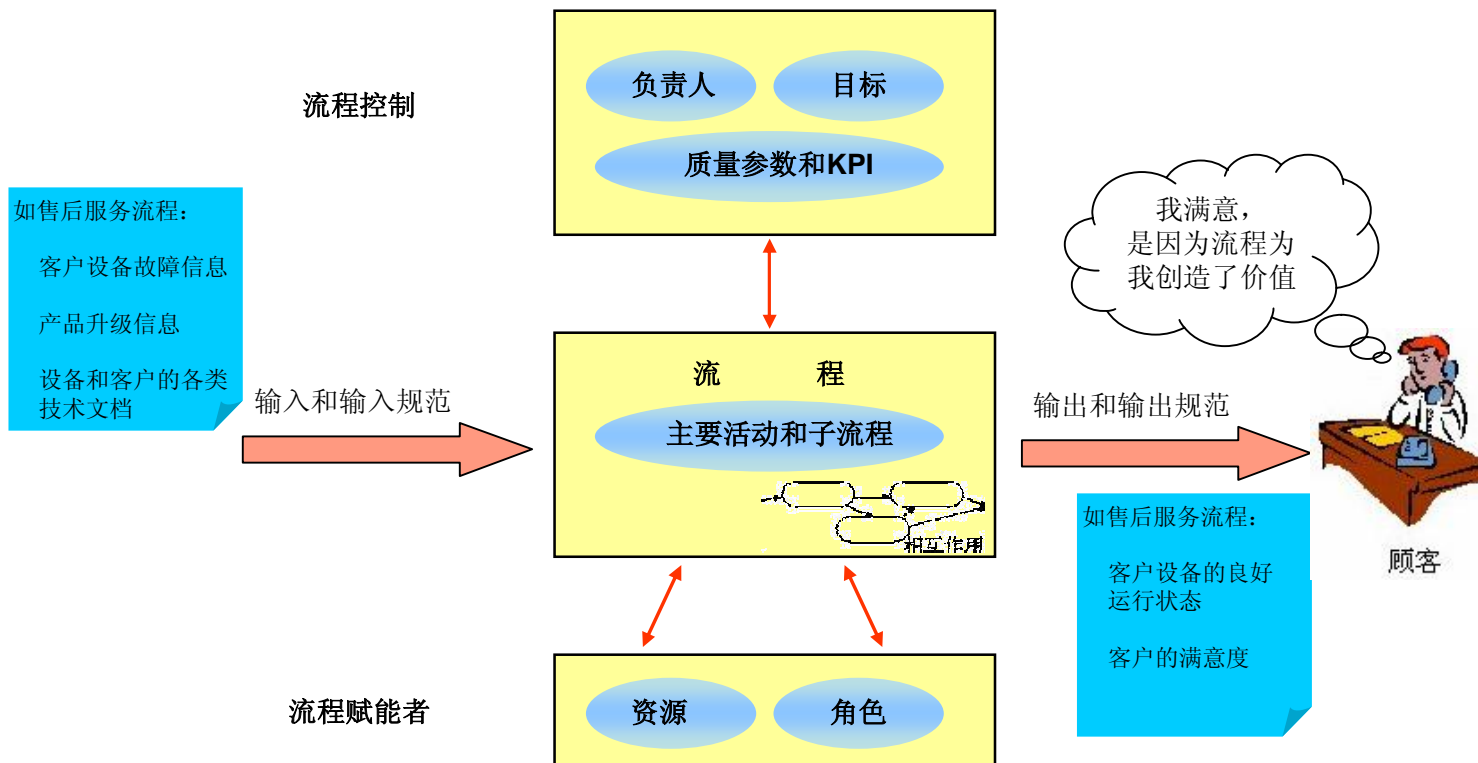 流程控制
负责人
目标
质量参数和KPI
如售后服务流程：
客户设备故障信息
产品升级信息
设备和客户的各类
技术文档
输入和输入规范
流 程
主要活动和子流程
相互作用
输出和输出规范
我满意，
是因为流程为
我创造了价值
顾客
如售后服务流程：
客户设备的良好
运行状态
客户的满意度
流程赋能者
资源
角色